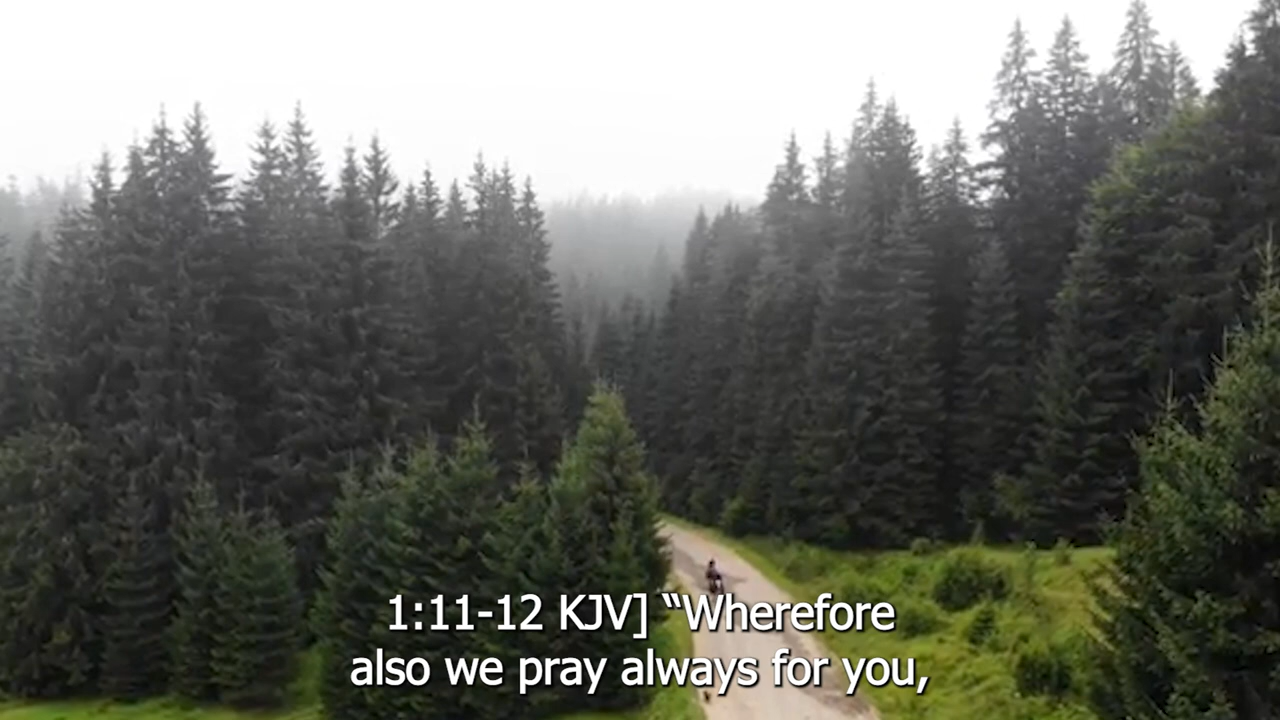 1:11-12 KJV] “Wherefore
also we pray always for you,